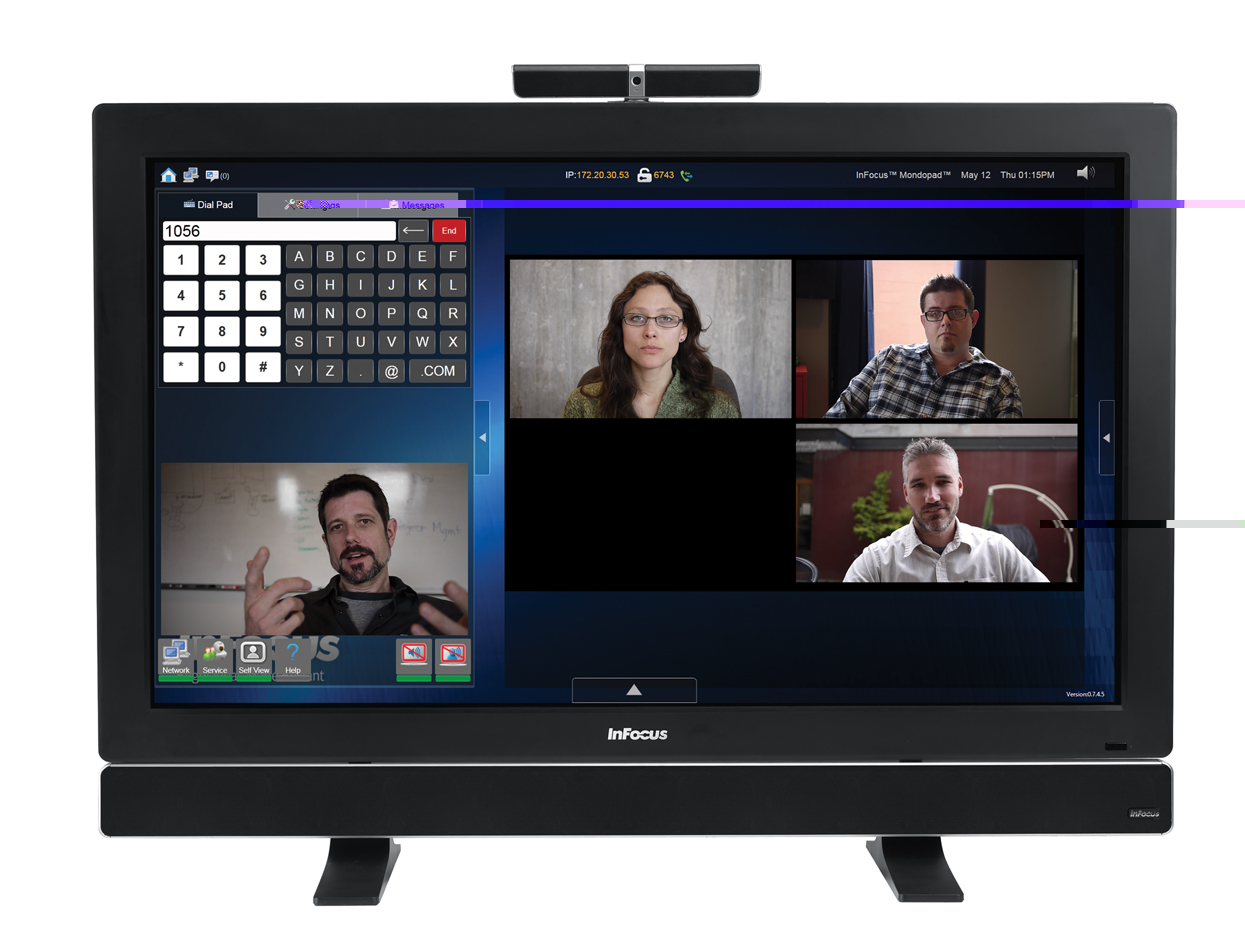 (0)
IP:172.20.30.53 6743
InFocus™ Mondopad™ May 12 Thu 01:15PM
Dial Pad
Messages
1056
End
1 2 3 A B C D E F
4 5 6 G H I J K L
7 8 9 M N O P Q R
* 0 # S T U V W X
Y Z . @ .COM
Project Mgmt
Network Service Self View ? Help
Version:0.7.4.5
InFocus
InFocus